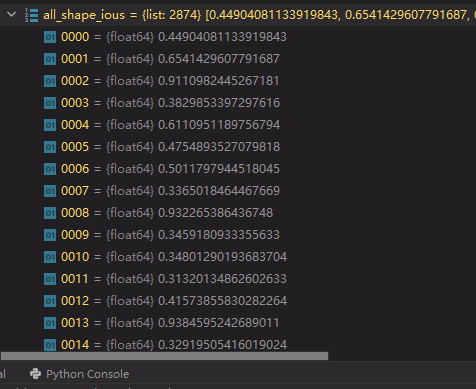 all_shape_ious = {list: 2874} [0.44904081133919843, 0.6541429607791687, 
01 0000 = {float64} 0.44904081133919843
01 0001 = {float64} 0.6541429607791687
01 0002 = {float64} 0.9110982445267181
01 0003 = {float64} 0.3829853397297616
01 0004 = {float64} 0.6110951189756794
01 0005 = {float64} 0.4754893527079818
01 0006 = {float64} 0.5011797944518045
01 0007 = {float64} 0.3365018464467669
01 0008 = {float64} 0.932265386436748
01 0009 = {float64} 0.3459180933355633
01 0010 = {float64} 0.34801290193683704
01 0011 = {float64} 0.31320134862602633
01 0012 = {float64} 0.41573855830282264
01 0013 = {float64} 0.9384595242689011
01 0014 = {float64} 0.32919505416019024
Python Console